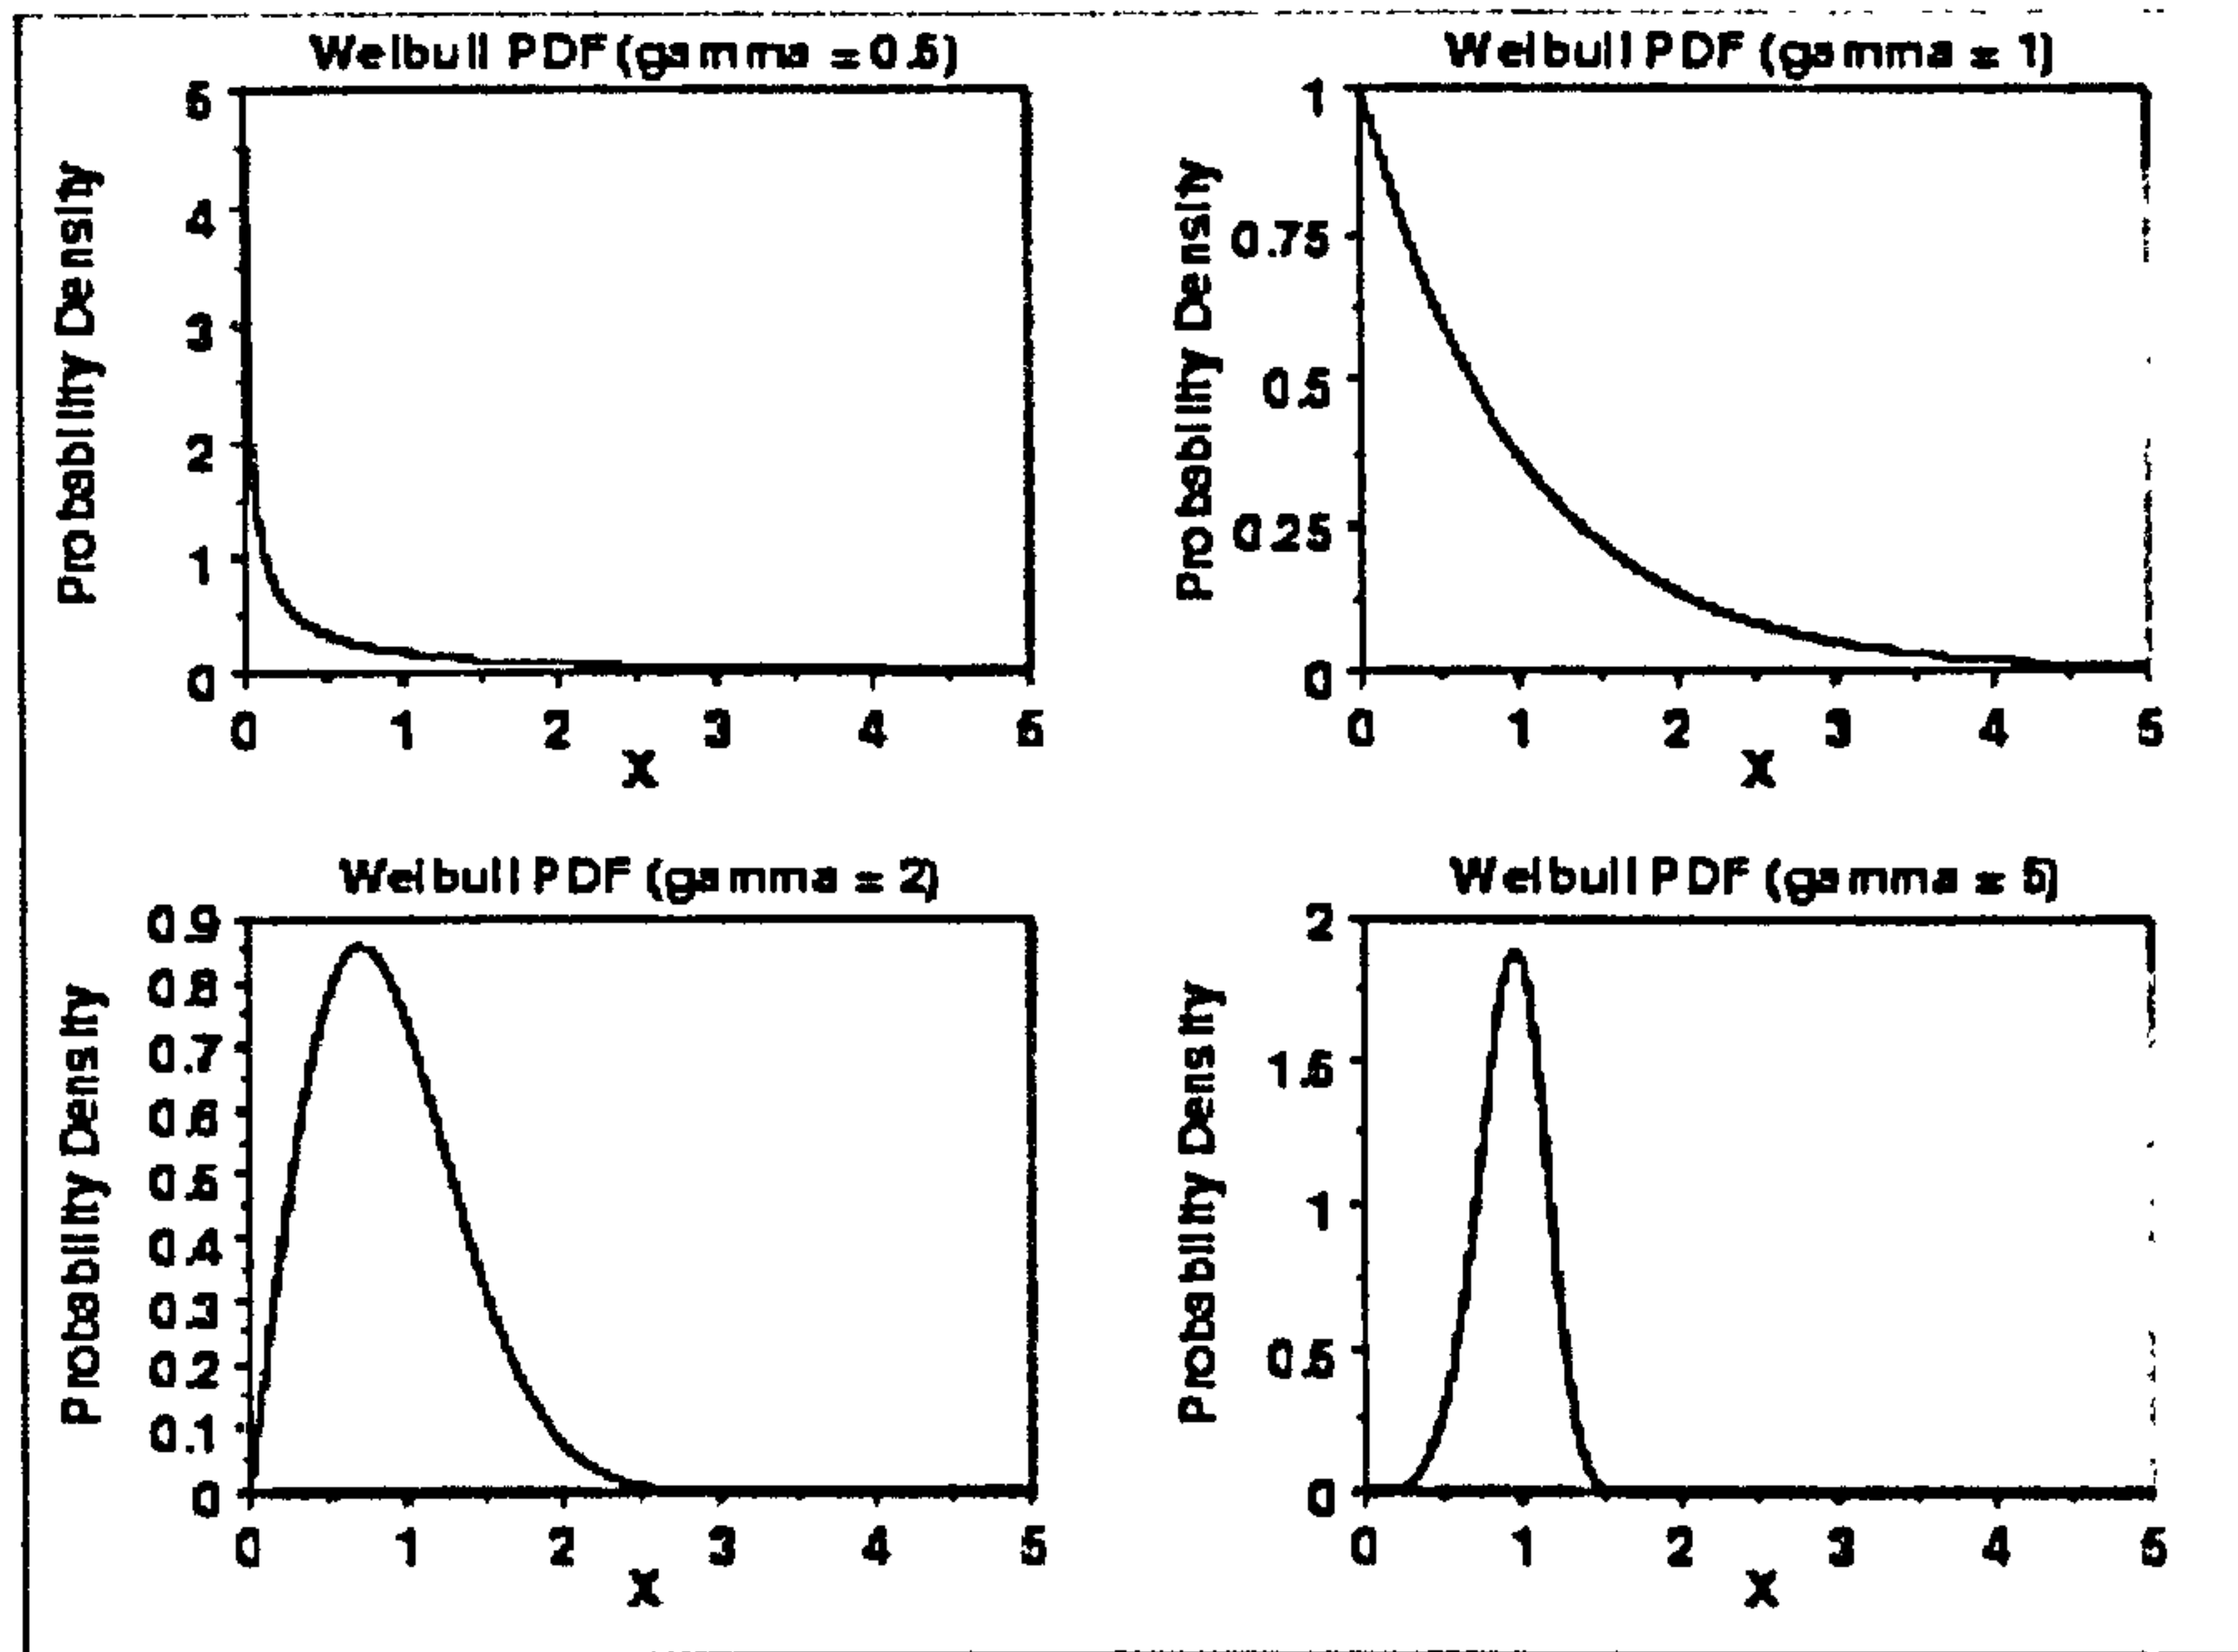 Weibull PDF (gamma = 0.5)
Probability Density
5
4
3
2
1
0
0 1 2 3 4 5
X
Weibull PDF (gamma = 1)
Probability Density
1
0.75
0.5
0.25
0
0 1 2 3 4 5
X
Weibull PDF (gamma = 2)
Probability Density
0.9
0.8
0.7
0.6
0.5
0.4
0.3
0.2
0.1
0
0 1 2 3 4 5
X
Weibull PDF (gamma = 5)
Probability Density
2
1.5
1
0.5
0
0 1 2 3 4 5
X